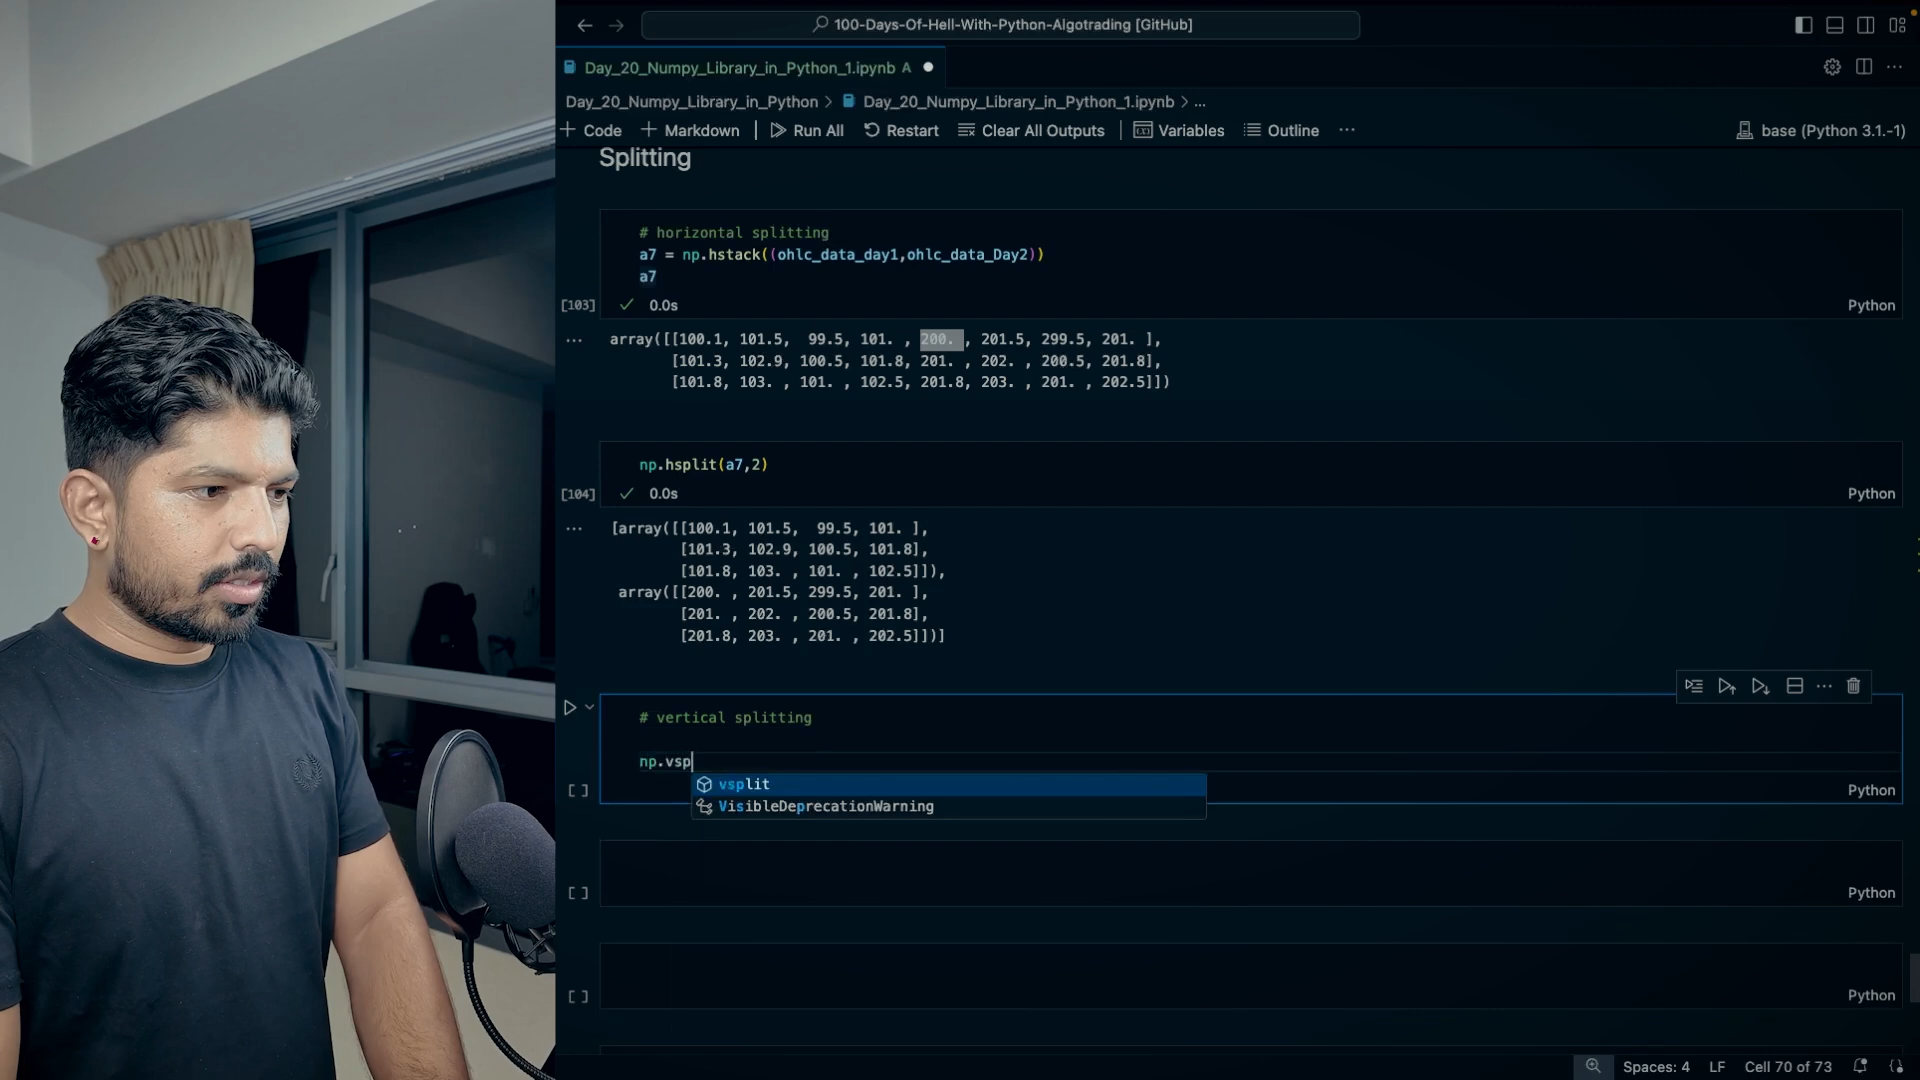 100-Days-Of-Hell-With-Python-Algotrading [GitHub]
Day_20_Numpy_Library_in_Python_1.ipynb A
Day_20_Numpy_Library_in_Python > Day_20_Numpy_Library_in_Python_1.ipynb > ...
+ Code + Markdown | Run All Restart Clear All Outputs | Variables Outline ... base (Python 3.1.-1)
Splitting
# horizontal splitting
a7 = np.hstack((ohlc_data_day1,ohlc_data_Day2))
a7
[103] 0.0s Python
array([[100.1, 101.5,  99.5, 101. , 200. , 201.5, 299.5, 201. ],
[101.3, 102.9, 100.5, 101.8, 201. , 202. , 200.5, 201.8],
[101.8, 103. , 101. , 102.5, 201.8, 203. , 201. , 202.5]])
np.hsplit(a7,2)
[104] 0.0s Python
[array([[100.1, 101.5,  99.5, 101. ],
[101.3, 102.9, 100.5, 101.8],
[101.8, 103. , 101. , 102.5]]),
array([[200. , 201.5, 299.5, 201. ],
[201. , 202. , 200.5, 201.8],
[201.8, 203. , 201. , 202.5]])]
# vertical splitting
np.vsp
vsplit
[ ] Python
VisibleDeprecationWarning
[ ] Python
[ ] Python
Spaces: 4 LF Cell 70 of 73